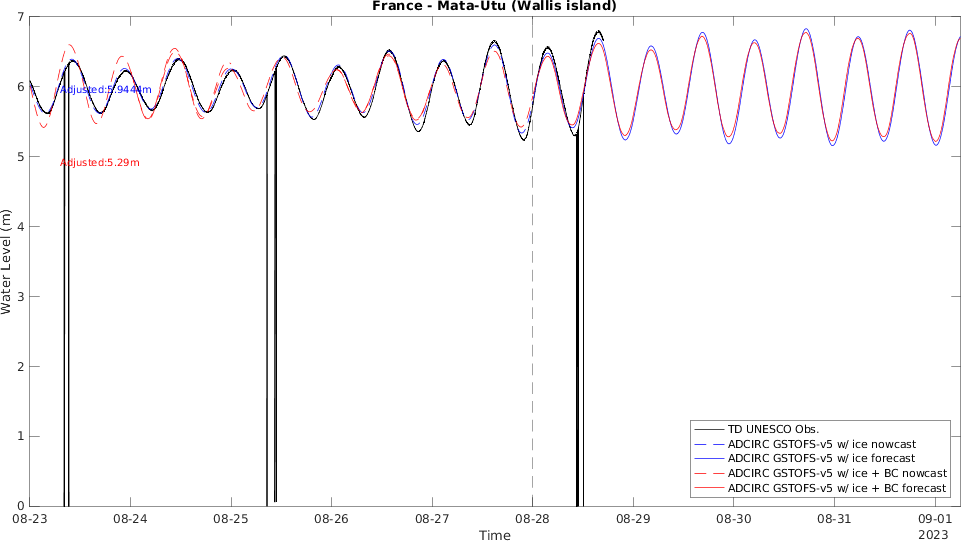 France - Mata-Utu (Wallis island)
7
6
5
4
3
2
1
0
Water Level (m)
Adjusted:5.9444m
Adjusted:5.29m
TD UNESCO Obs.
ADCIRC GSTOFS-v5 w/ ice nowcast
ADCIRC GSTOFS-v5 w/ ice forecast
ADCIRC GSTOFS-v5 w/ ice + BC nowcast
ADCIRC GSTOFS-v5 w/ ice + BC forecast
08-23 08-24 08-25 08-26 08-27 08-28 08-29 08-30 08-31 09-01
2023
Time